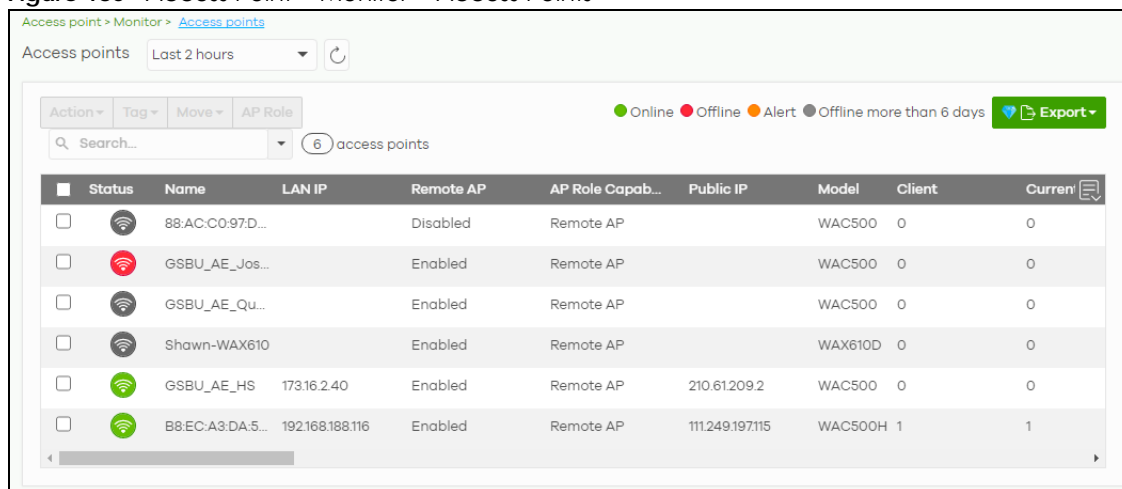 Access point > Monitor > Access points
Access points Last 2 hours
Action Tag Move AP Role
Online Offline Alert Offline more than 6 days Export
Search... 6 access points
Status Name LAN IP Remote AP AP Role Capab... Public IP Model Client Current
88:AC:C0:97:D... Disabled Remote AP WAC500 0 0
GSBU_AE_Jos... Enabled Remote AP WAC500 0 0
GSBU_AE_Qu... Enabled Remote AP WAC500 0 0
Shawn-WAX610 Enabled Remote AP WAX610D 0 0
GSBU_AE_HS 173.16.2.40 Enabled Remote AP 210.61.209.2 WAC500 0 0
B8:EC:A3:DA:5... 192.168.188.116 Enabled Remote AP 111.249.197.115 WAC500H 1 1